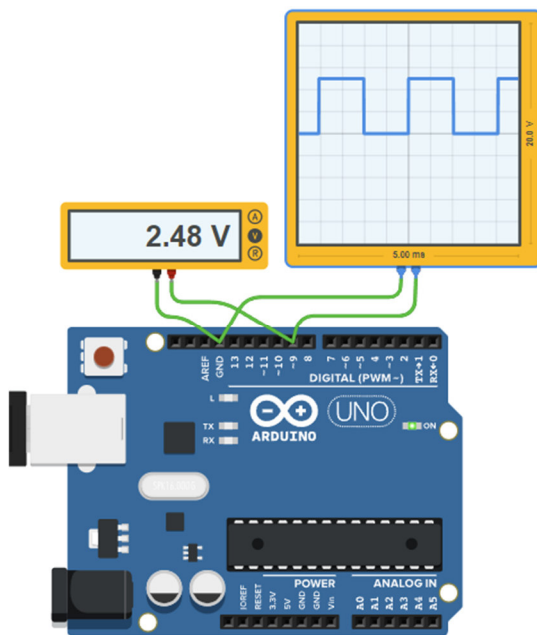 20.0 V
2.48 V
A
V
R
5.00 ms
AREF
GND
13
12
~11
~10
~9
8
7
~6
~5
4
~3
2
TX→1
RX←0
DIGITAL (PWM~)
L
TX
RX
ARDUINO
UNO
ON
IOREF
RESET
3.3V
5V
GND
GND
Vin
POWER
ANALOG IN
A0
A1
A2
A3
A4
A5